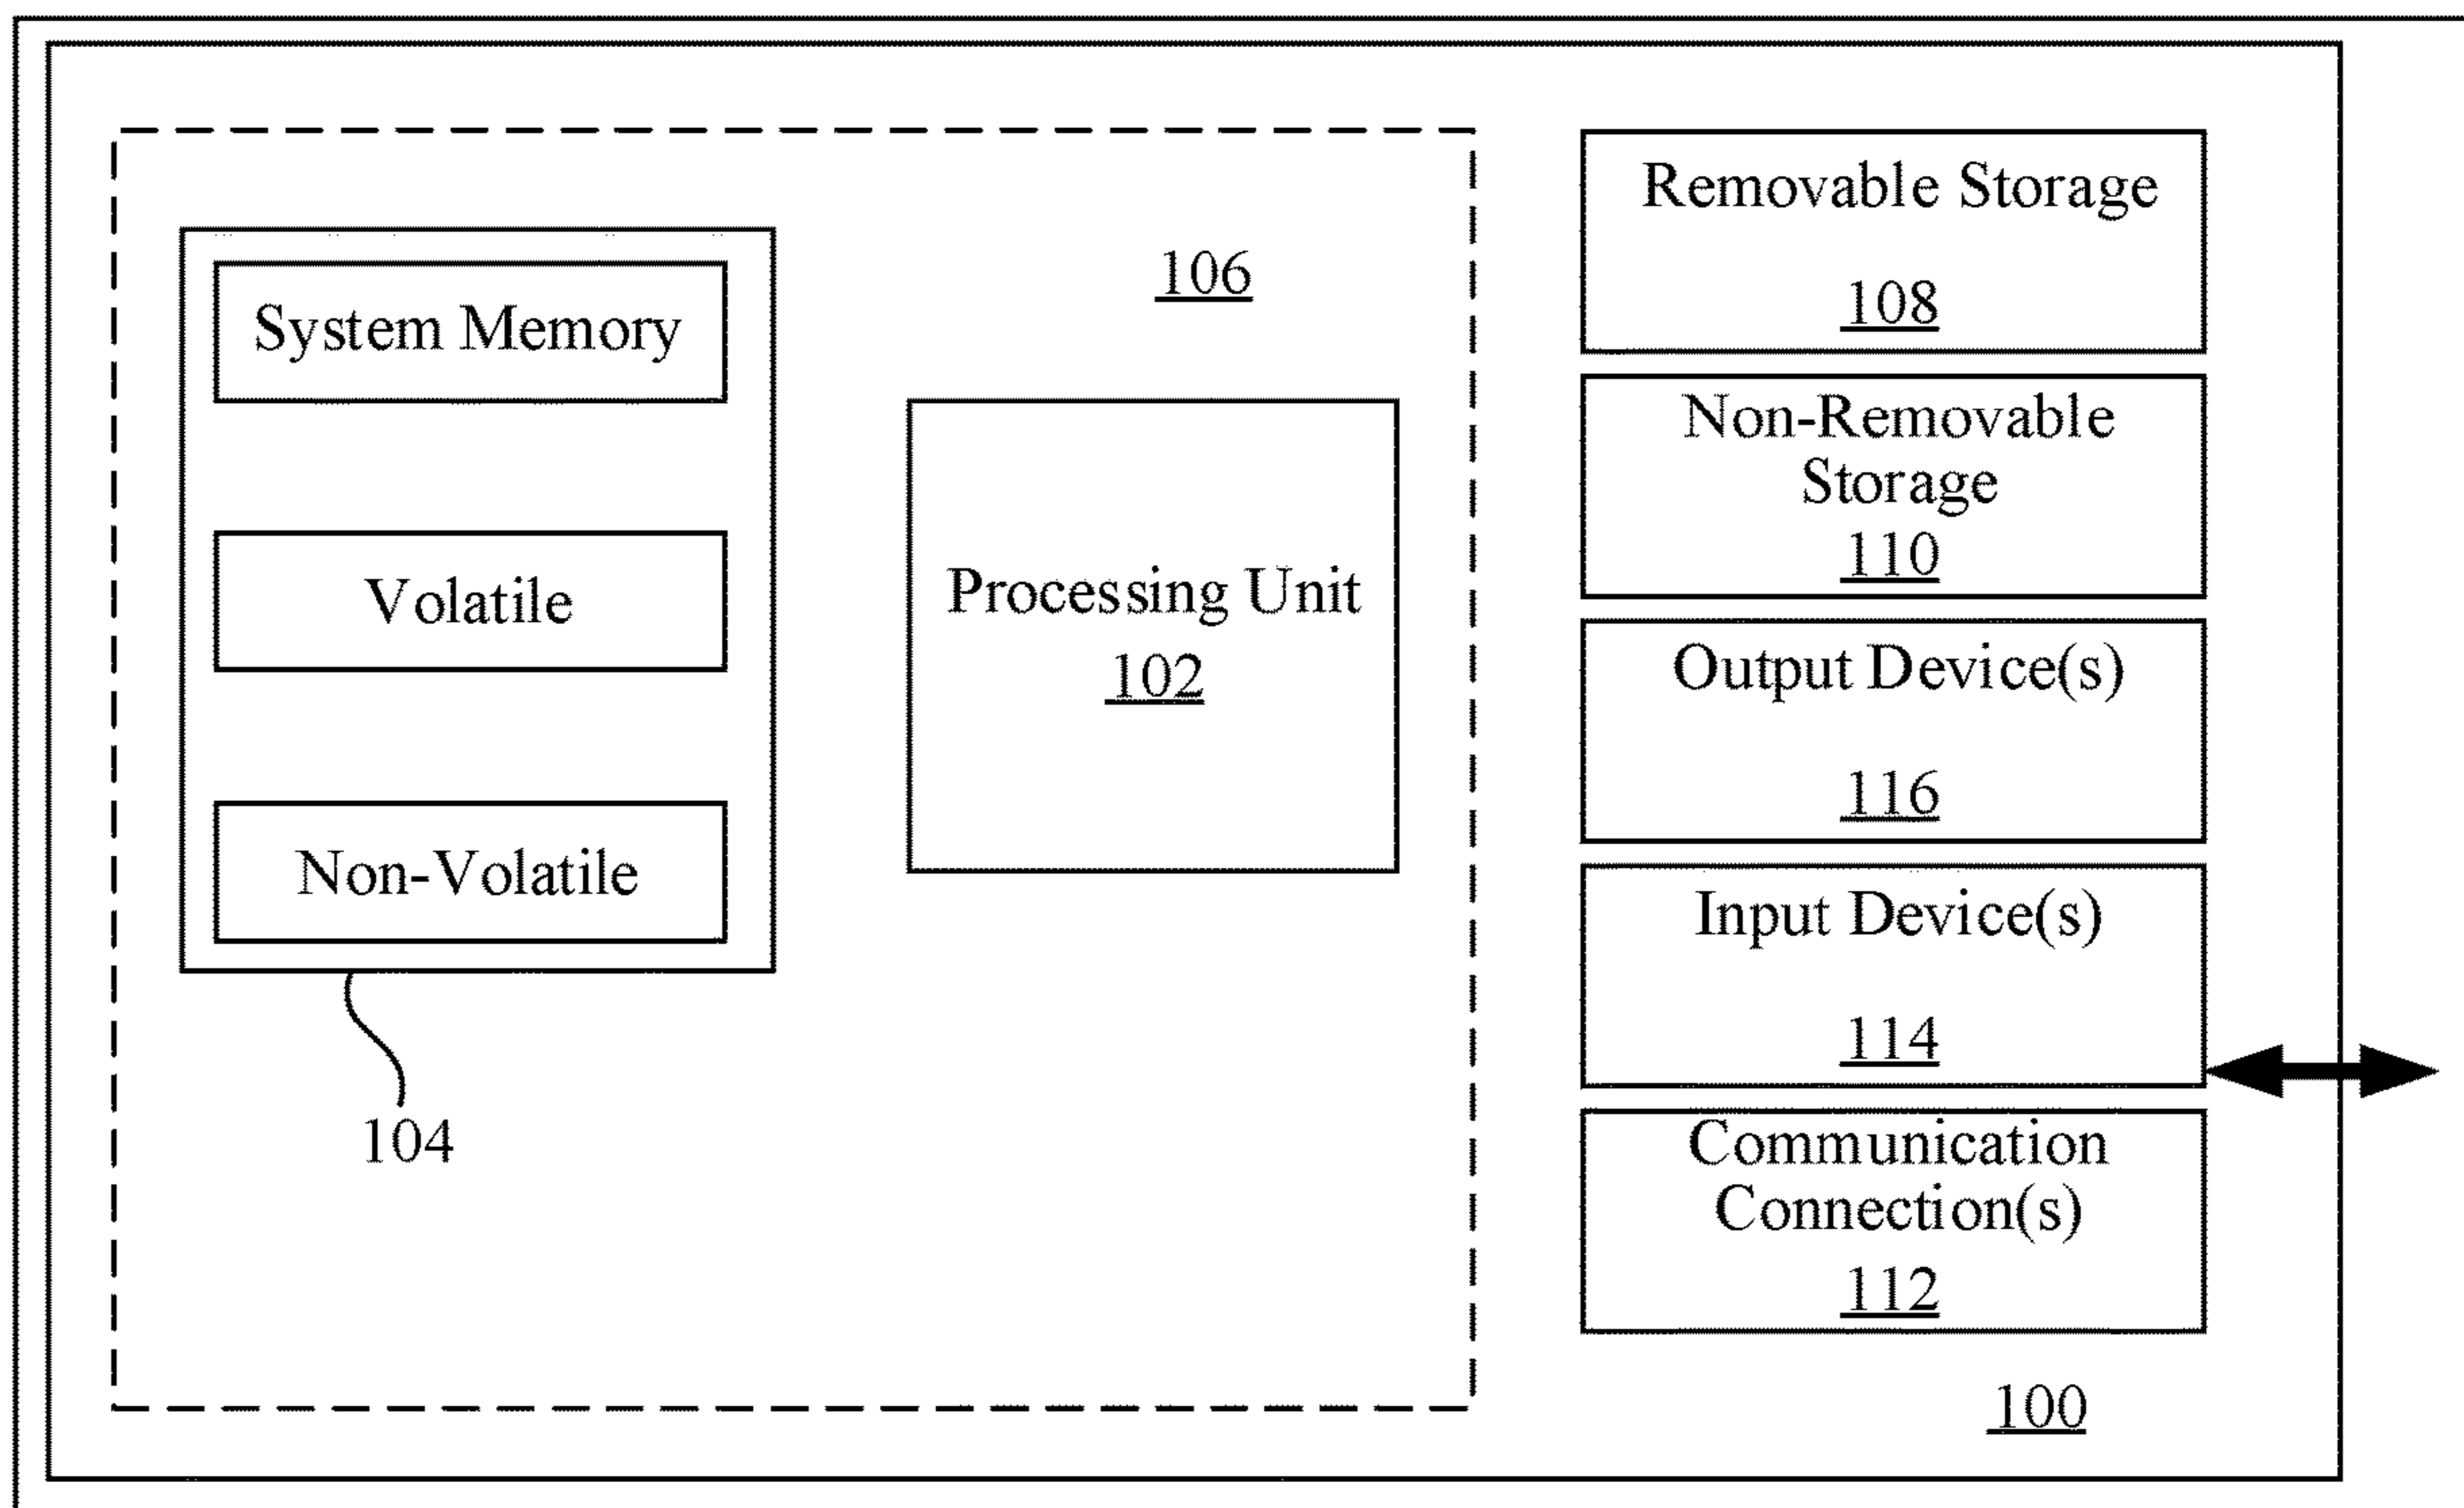 System Memory
Volatile
Non-Volatile
104
106
Processing Unit
102
Removable Storage
108
Non-Removable
Storage
110
Output Device(s)
116
Input Device(s)
114
Communication
Connection(s)
112
100